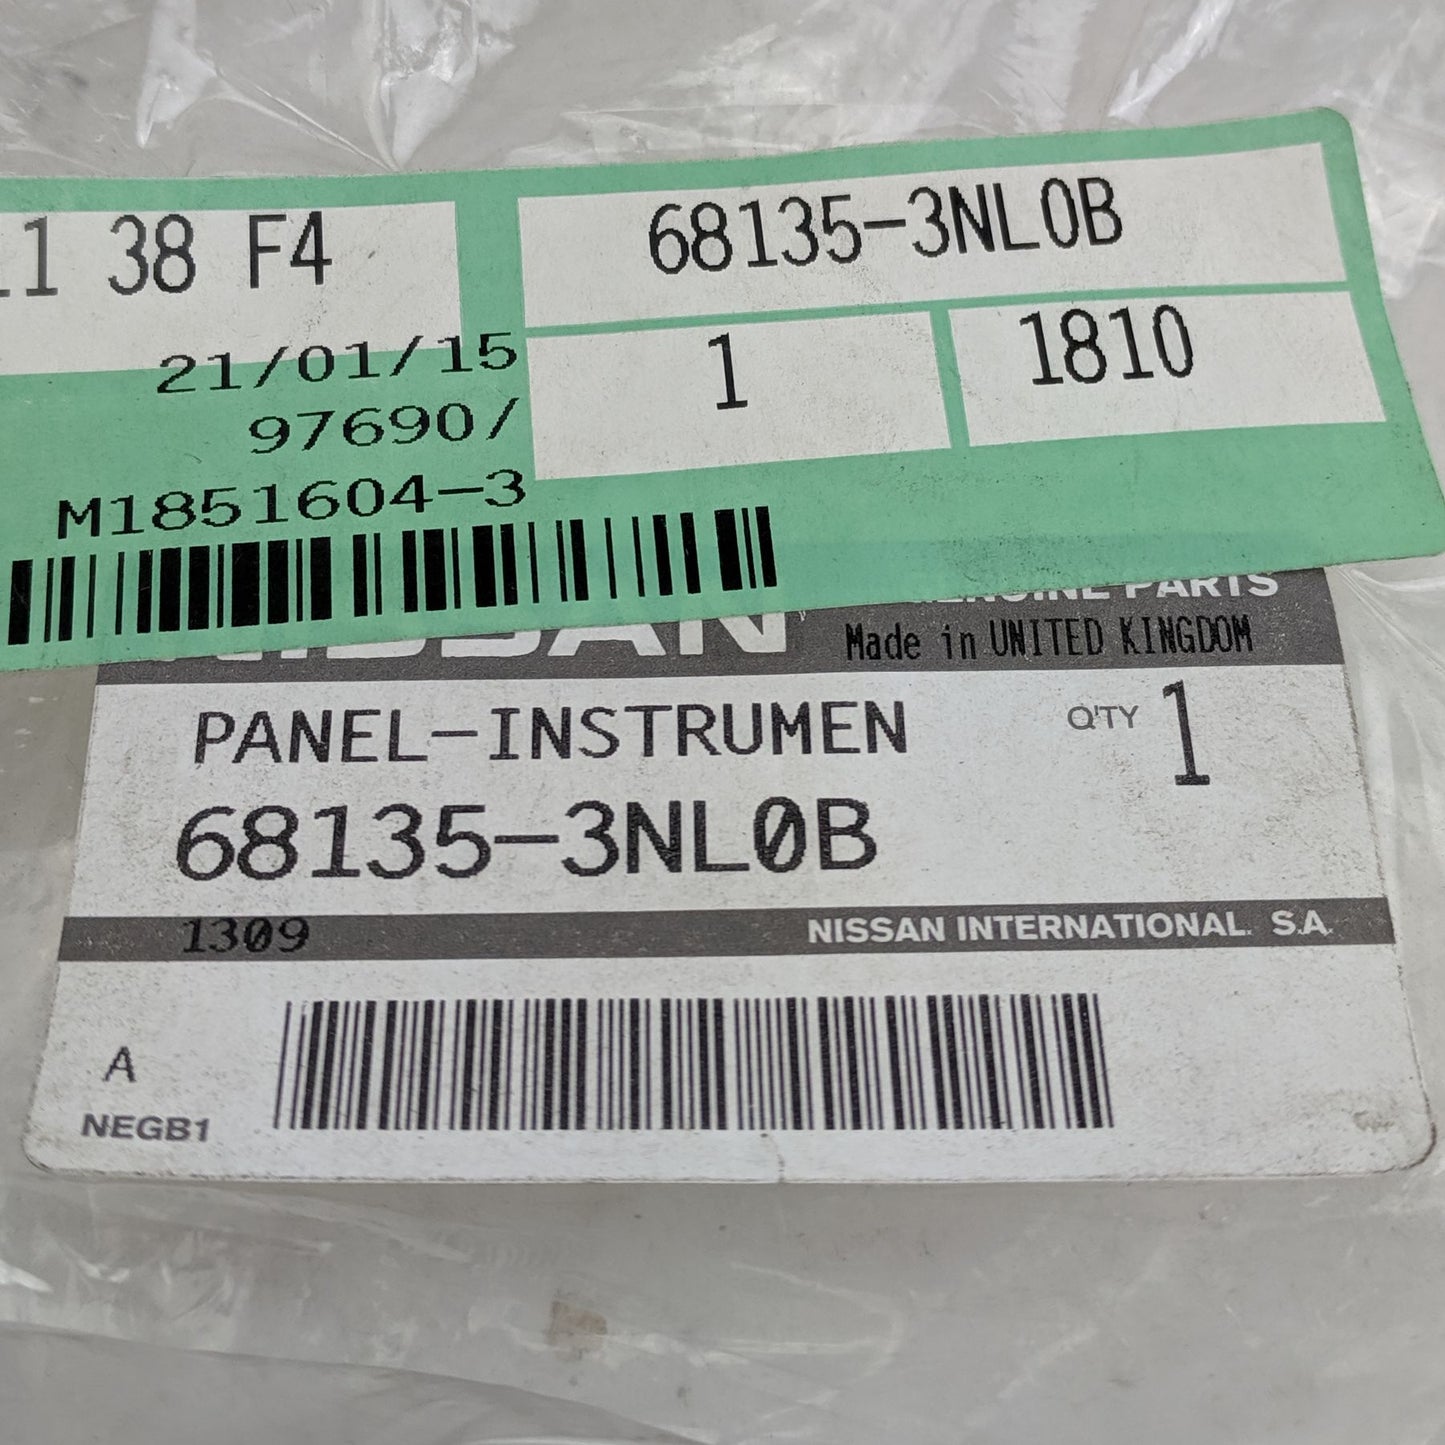 11 38 F4
68135-3NL0B
21/01/15
1
1810
97690/
M1851604-3
NISSAN
GENUINE PARTS
Made in UNITED KINGDOM
PANEL-INSTRUMEN
Q'TY 1
68135-3NL0B
1309
NISSAN INTERNATIONAL. S.A.
A
NEGB1